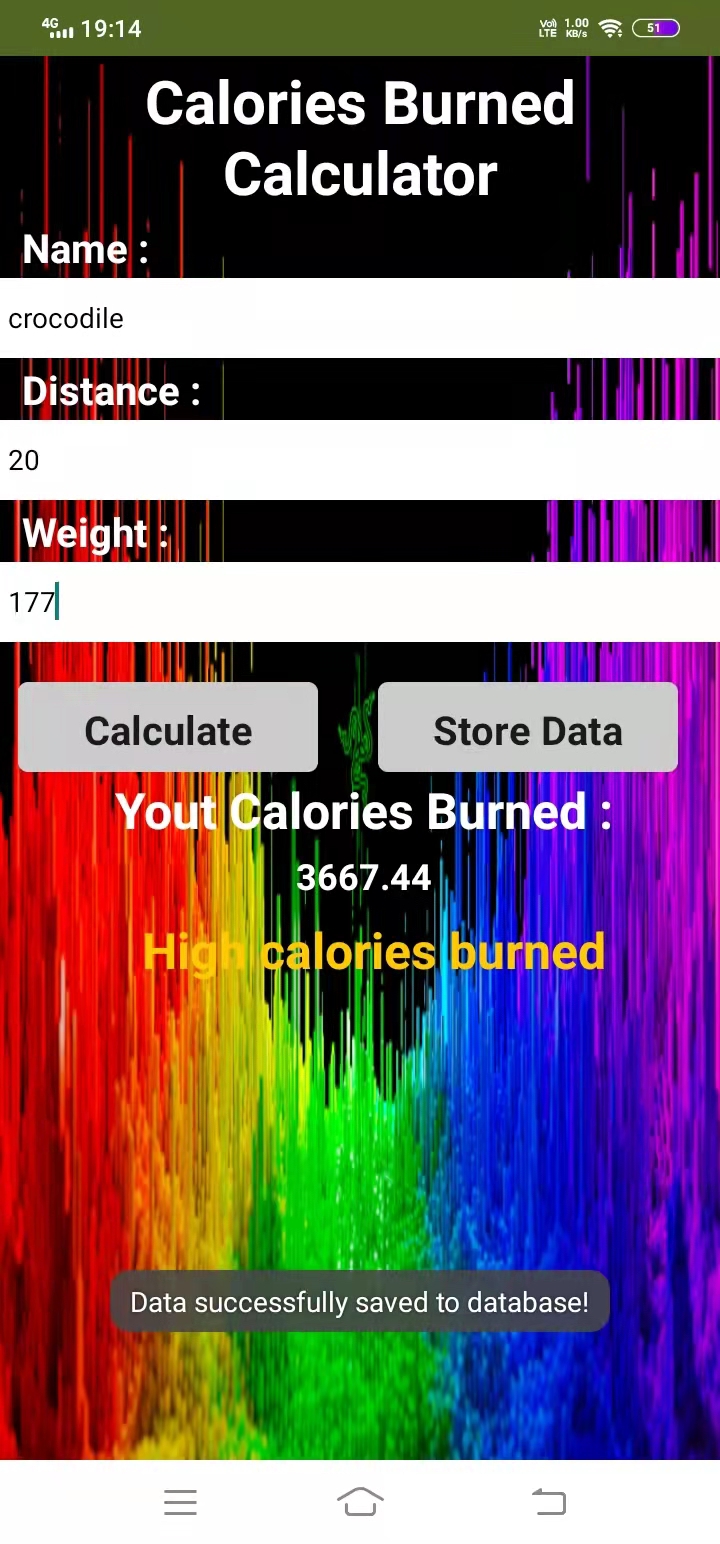 4G 19:14 Vo) LTE 1.00 KB/s 51
Calories Burned
Calculator
Name :
crocodile
Distance :
20
Weight :
177
Calculate Store Data
Yout Calories Burned :
3667.44
High calories burned
Data successfully saved to database!